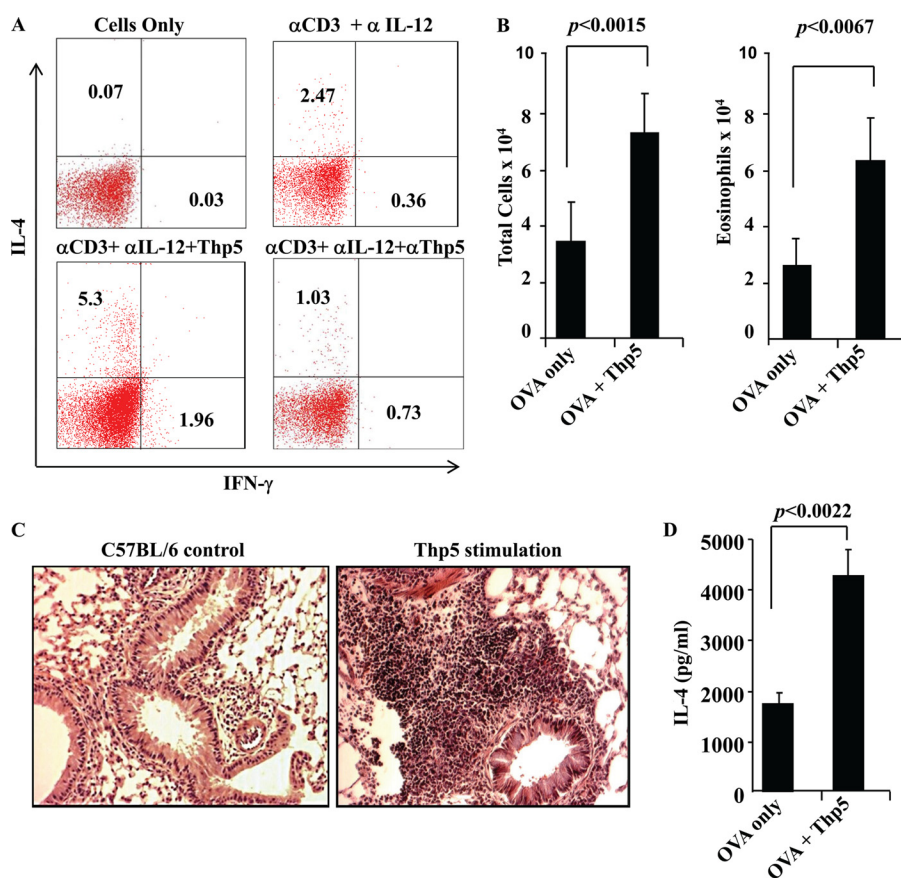 A
Cells Only
αCD3 + α IL-12
0.07
0.03
2.47
0.36
αCD3+ αIL-12+Thp5
αCD3+ αIL-12+αThp5
5.3
1.96
1.03
0.73
IL-4
IFN-γ
B
p<0.0015
Total Cells x 10⁴
10
8
6
4
2
0
OVA only
OVA + Thp5
p<0.0067
Eosinophils x 10⁴
10
8
6
4
2
0
OVA only
OVA + Thp5
C
C57BL/6 control
Thp5 stimulation
D
p<0.0022
IL-4 (pg/ml)
5000
4000
3000
2000
1000
0
OVA only
OVA + Thp5